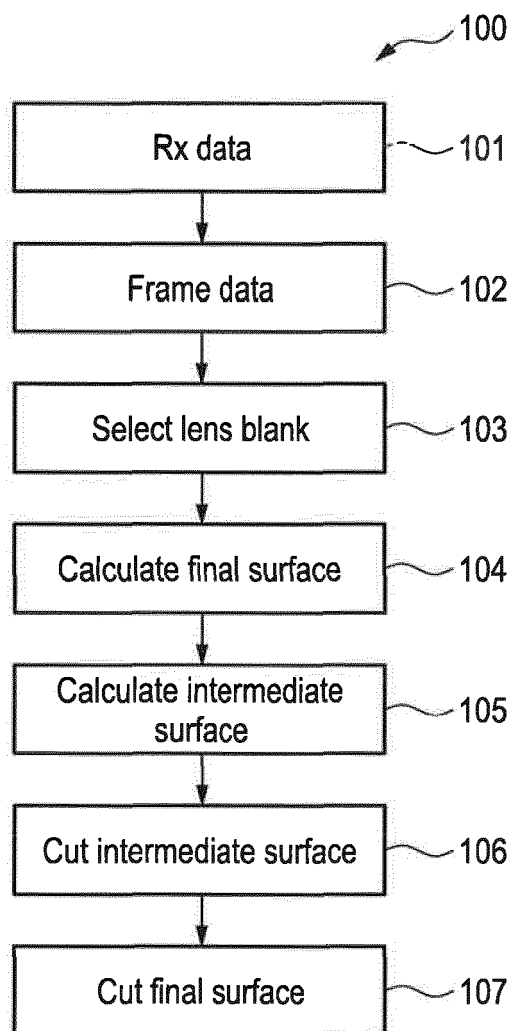 100
Rx data
101
Frame data
102
Select lens blank
103
Calculate final surface
104
Calculate intermediate
surface
105
Cut intermediate surface
106
Cut final surface
107